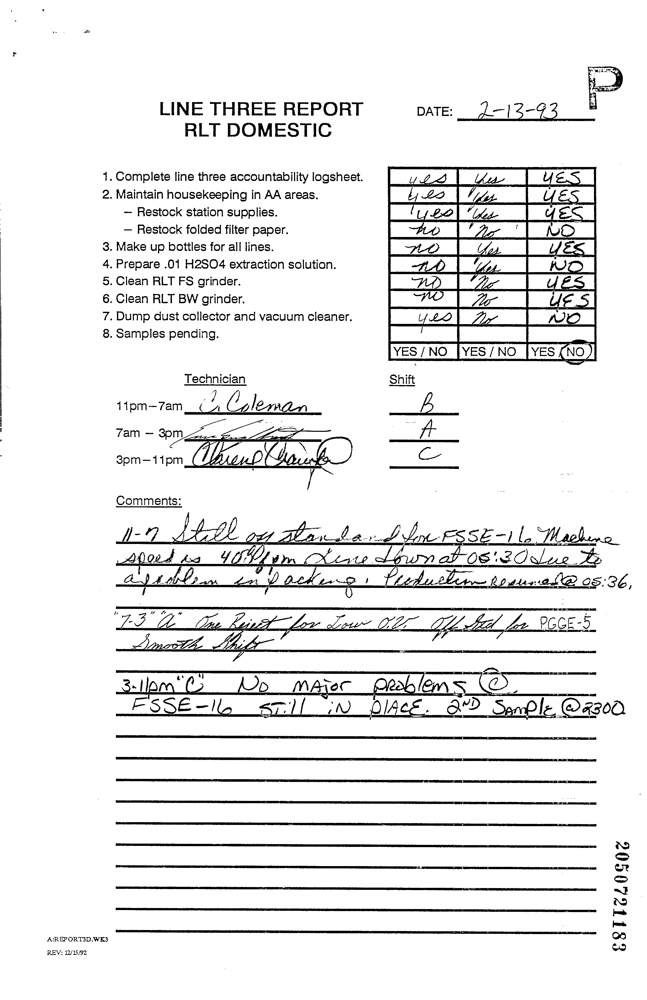 P
LINE THREE REPORT
RLT DOMESTIC
DATE: 2-13-93
1. Complete line three accountability logsheet. yes Yes YES
2. Maintain housekeeping in AA areas. yes Yes YES
– Restock station supplies. yes Yes YES
– Restock folded filter paper. no No NO
3. Make up bottles for all lines. no Yes YES
4. Prepare .01 H2SO4 extraction solution. no Yes NO
5. Clean RLT FS grinder. no No YES
6. Clean RLT BW grinder. no No YES
7. Dump dust collector and vacuum cleaner. yes No NO
8. Samples pending.
YES / NO YES / NO YES / NO
Technician Shift
11pm–7am C. Coleman B
7am – 3pm A
3pm–11pm C
Comments:
11-7 Still off standard for FSSE-16 Machine
speed is Line down at 05:30 due to
a problem in packing. Production resumed @ 05:36.
"7-3" "A" One Reject for Low O.V. Off Std for PGGE-5
Smooth Shift
3-11pm "C" No MAjor problems C.
FSSE-16 STill iN plACE. 2ND SAmplE @ 2300
2050721183
A:REPORT3D.WK3
REV: 12/15/92